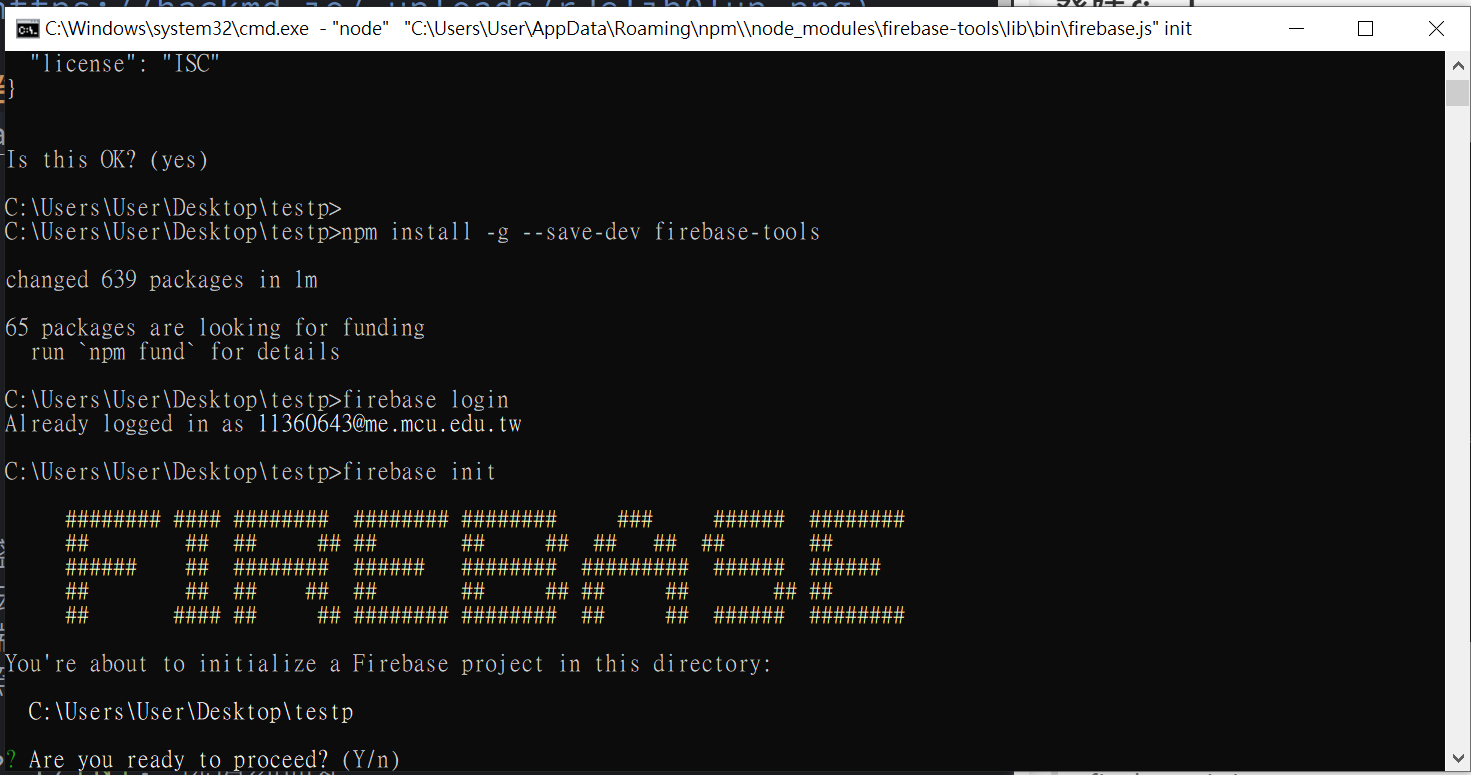 C:\Windows\system32\cmd.exe - "node" "C:\Users\User\AppData\Roaming\npm\\node_modules\firebase-tools\lib\bin\firebase.js" init
"license": "ISC"
}
Is this OK? (yes)
C:\Users\User\Desktop\testp>
C:\Users\User\Desktop\testp>npm install -g --save-dev firebase-tools
changed 639 packages in 1m
65 packages are looking for funding
run `npm fund` for details
C:\Users\User\Desktop\testp>firebase login
Already logged in as 11360643@me.mcu.edu.tw
C:\Users\User\Desktop\testp>firebase init
FIREBASE
You're about to initialize a Firebase project in this directory:
C:\Users\User\Desktop\testp
? Are you ready to proceed? (Y/n)